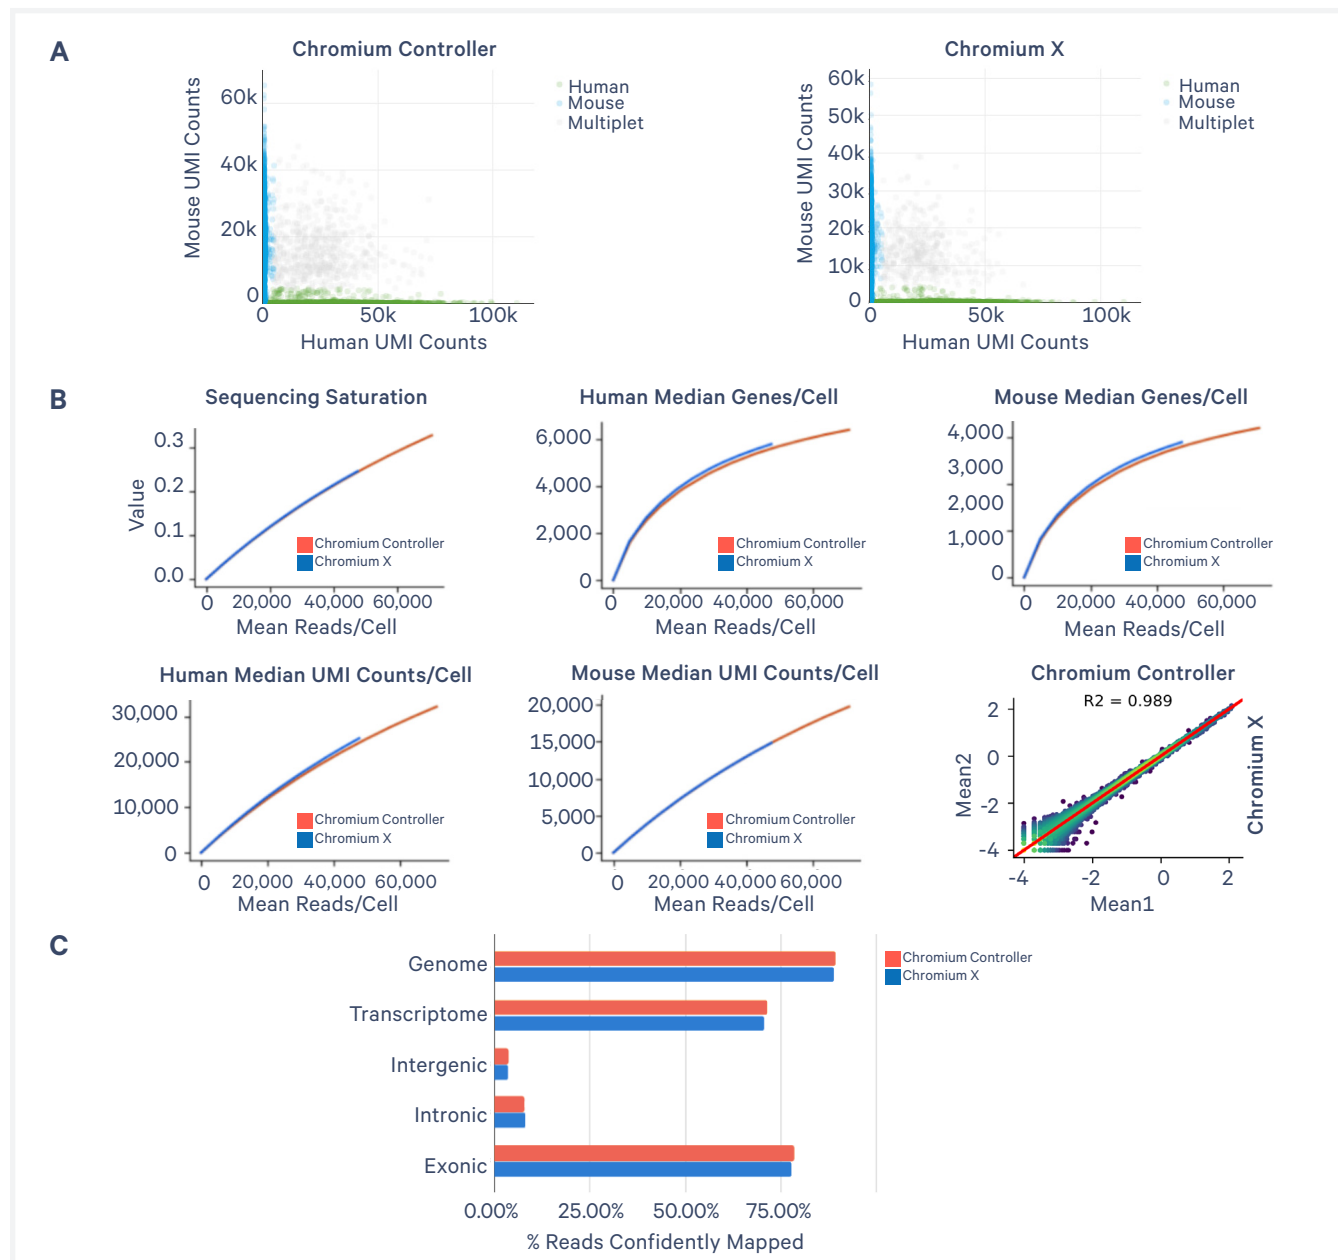 A
Chromium Controller
Mouse UMI Counts
60k
40k
20k
0
0 50k 100k
Human UMI Counts
Human
Mouse
Multiplet
Chromium X
Mouse UMI Counts
60k
50k
40k
30k
20k
10k
0
0 50k 100k
Human UMI Counts
Human
Mouse
Multiplet
B
Sequencing Saturation
Value
0.3
0.2
0.1
0.0
0 20,000 40,000 60,000
Mean Reads/Cell
Chromium Controller
Chromium X
Human Median Genes/Cell
6,000
4,000
2,000
0
0 20,000 40,000 60,000
Mean Reads/Cell
Chromium Controller
Chromium X
Mouse Median Genes/Cell
4,000
3,000
2,000
1,000
0
0 20,000 40,000 60,000
Mean Reads/Cell
Chromium Controller
Chromium X
Human Median UMI Counts/Cell
30,000
20,000
10,000
0
0 20,000 40,000 60,000
Mean Reads/Cell
Chromium Controller
Chromium X
Mouse Median UMI Counts/Cell
20,000
15,000
10,000
5,000
0
0 20,000 40,000 60,000
Mean Reads/Cell
Chromium Controller
Chromium X
Chromium Controller
R2 = 0.989
Mean2
2
0
-2
-4
-4 -2 0 2
Mean1
Chromium X
C
Genome
Transcriptome
Intergenic
Intronic
Exonic
0.00% 25.00% 50.00% 75.00%
% Reads Confidently Mapped
Chromium Controller
Chromium X